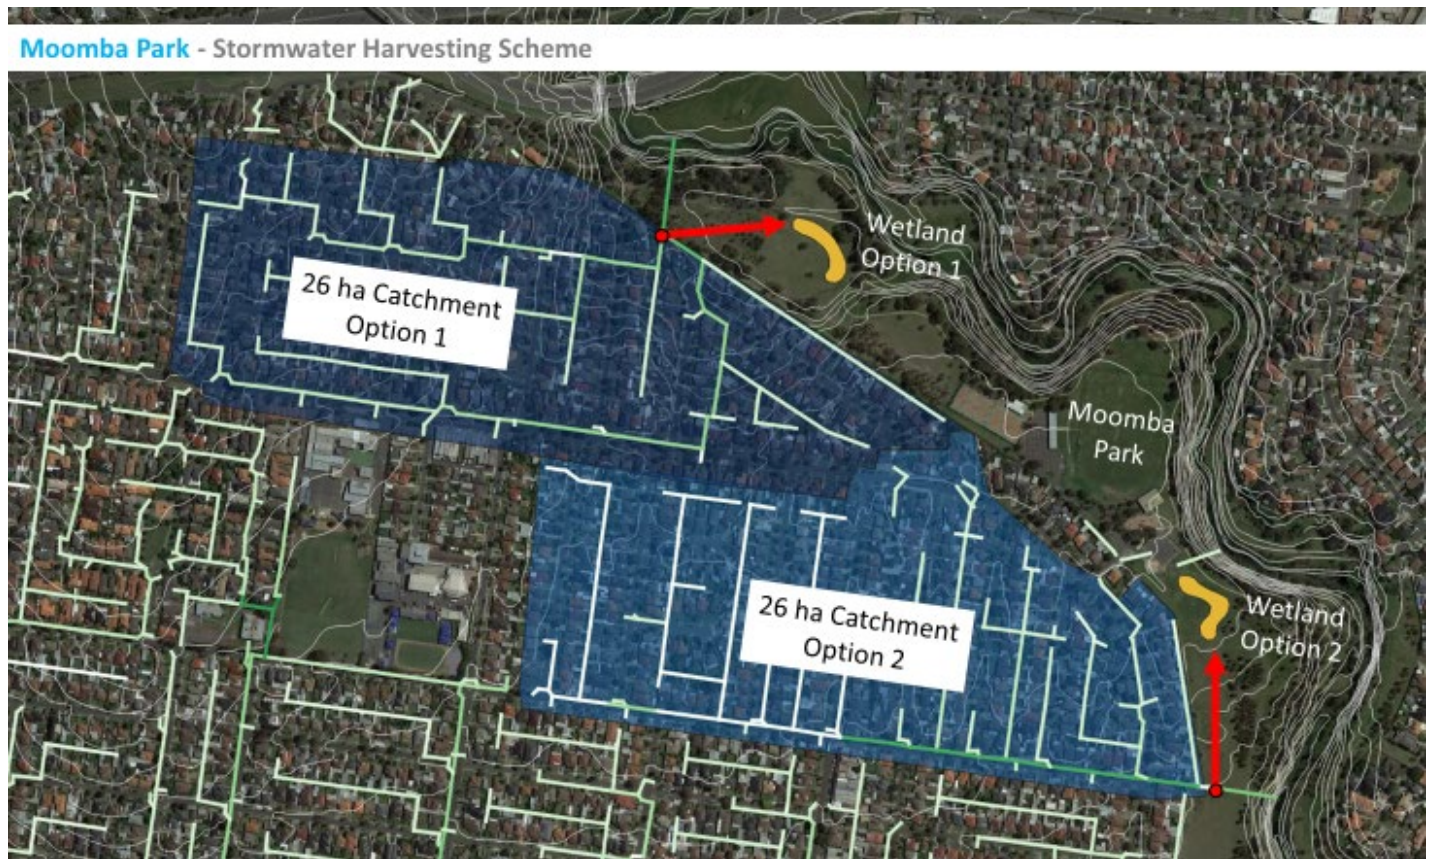 Moomba Park - Stormwater Harvesting Scheme
Wetland
Option 1
26 ha Catchment
Option 1
Moomba
Park
26 ha Catchment
Option 2
Wetland
Option 2